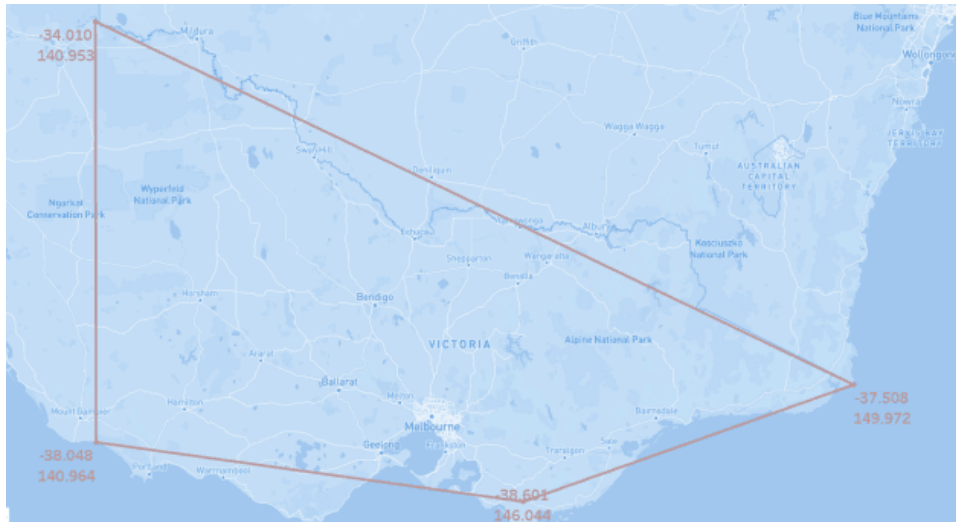 -34.010
140.953
Mildura
Griffith
Blue Mountains
National Park
Wollongong
Nowra
JERVIS BAY
TERRITORY
Wagga Wagga
Tumut
AUSTRALIAN
CAPITAL
TERRITORY
Swan Hill
Deniliquin
Ngarkat
Conservation Park
Wyperfeld
National Park
Echuca
Albury
Kosciuszko
National Park
Shepparton
Wangaratta
Benalla
Horsham
Bendigo
VICTORIA
Alpine National Park
Ararat
Ballarat
Melton
Hamilton
Mount Gambier
Melbourne
Bairnsdale
-37.508
149.972
Geelong
Frankston
Sale
Traralgon
-38.048
140.964
Portland
Warrnambool
-38.601
146.044